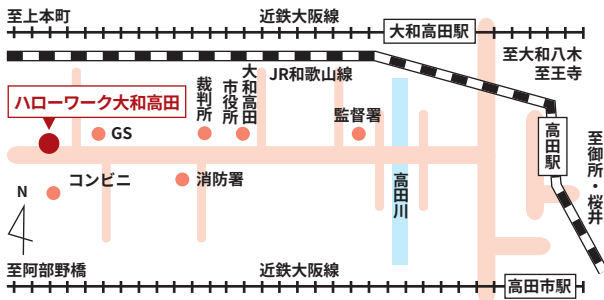 至上本町
近鉄大阪線
大和高田駅
至大和八木
至王寺
JR和歌山線
ハローワーク大和高田
裁判所
大和高田
市役所
監督署
GS
高田駅
至御所・桜井
コンビニ
消防署
高田川
N
至阿部野橋
近鉄大阪線
高田市駅